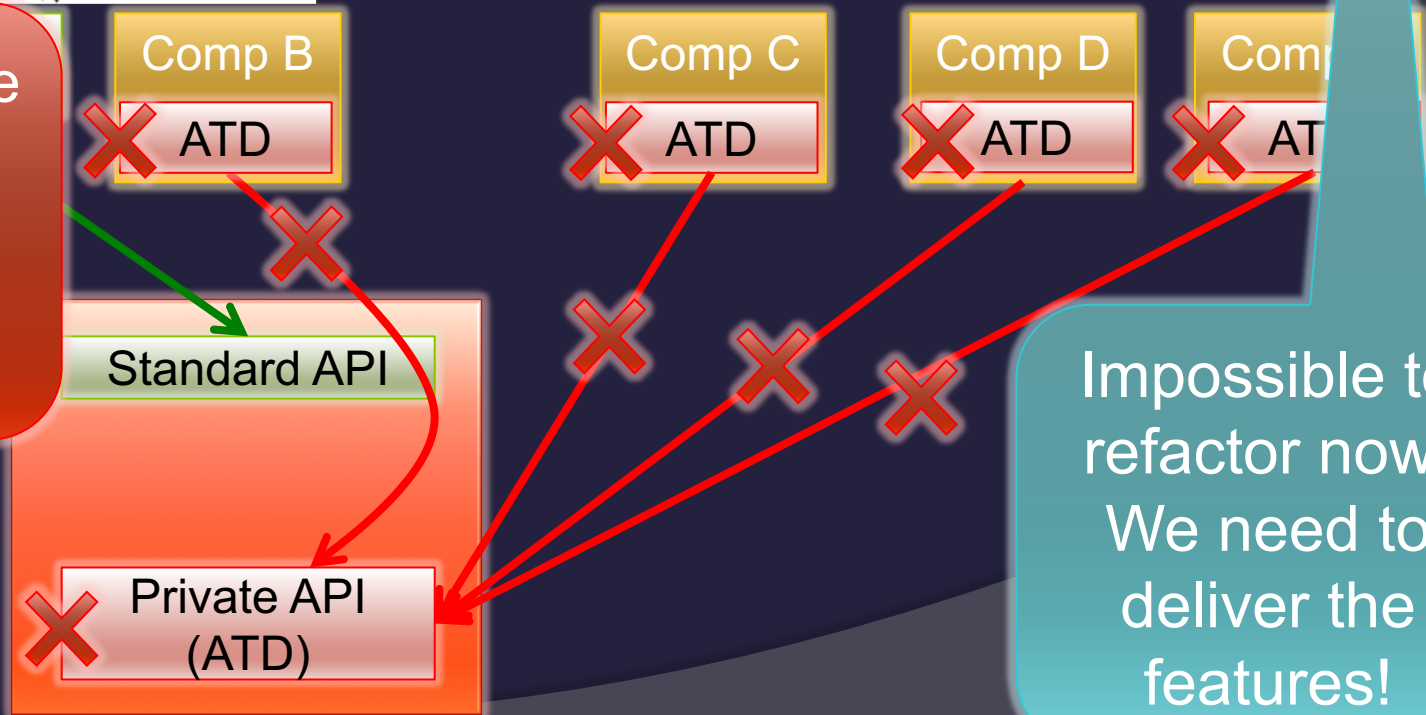 Comp B
Comp C
Comp D
ATD
ATD
ATD
Standard API
Private API
(ATD)
Impossible
refactor now
We need to
deliver the
features!